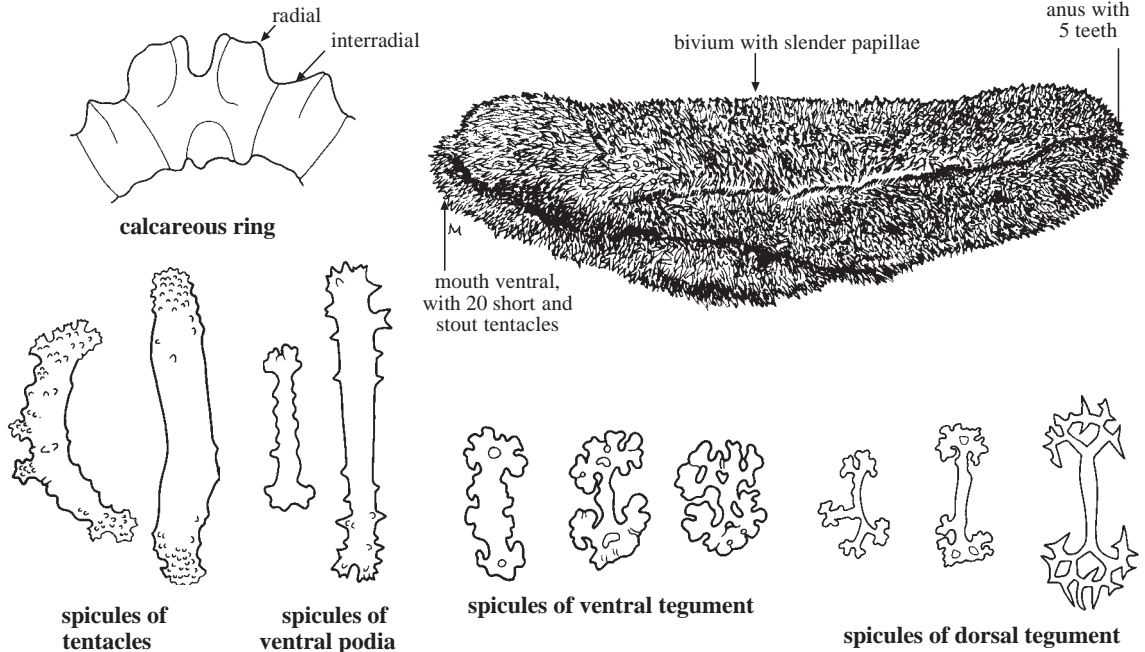 radial
interradial
calcareous ring
anus with
5 teeth
bivium with slender papillae
M
mouth ventral,
with 20 short and
stout tentacles
spicules of
tentacles
spicules of
ventral podia
spicules of ventral tegument
spicules of dorsal tegument